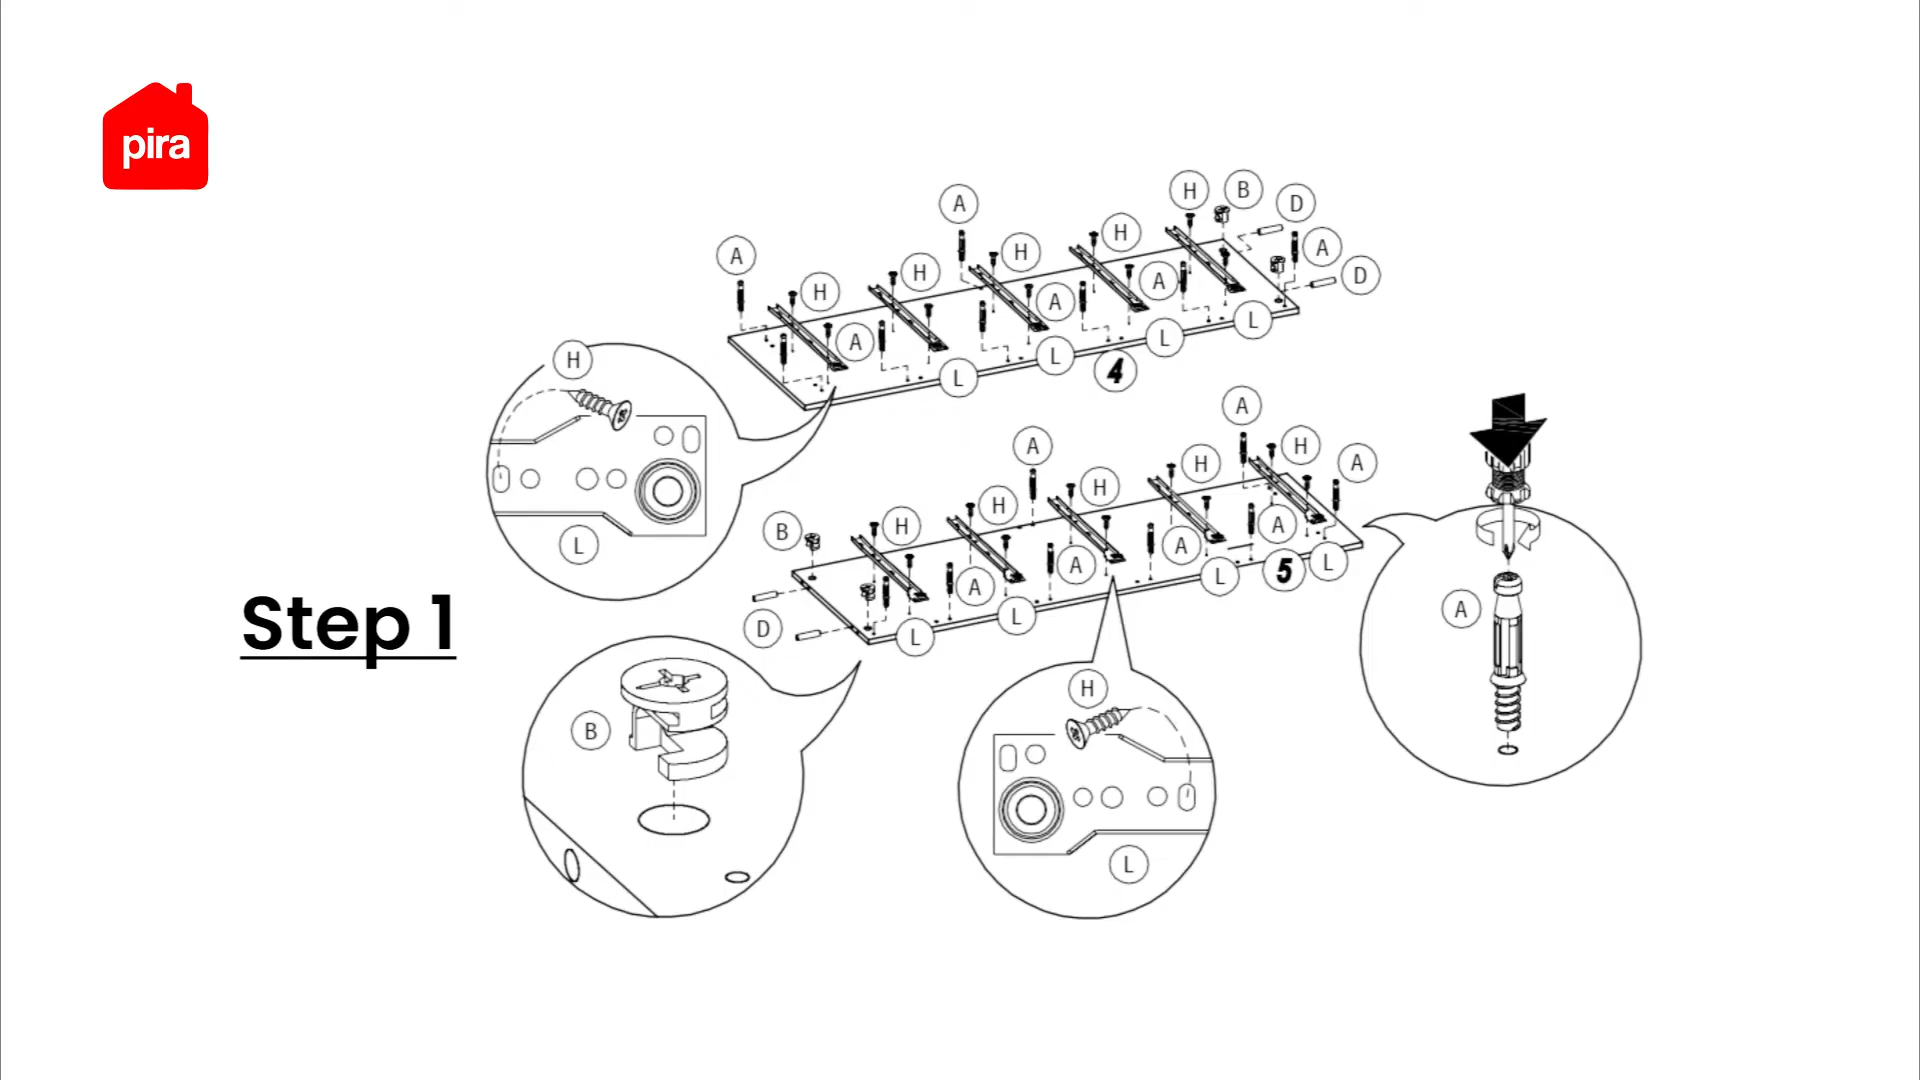 pira
H B D
A
H A
A H D
H
H A
A
L
A L
L 4
H L
A
A
H H A
H
H
B A
L A
A 5 L
A L
Step 1
A
D L
L
H
B
L